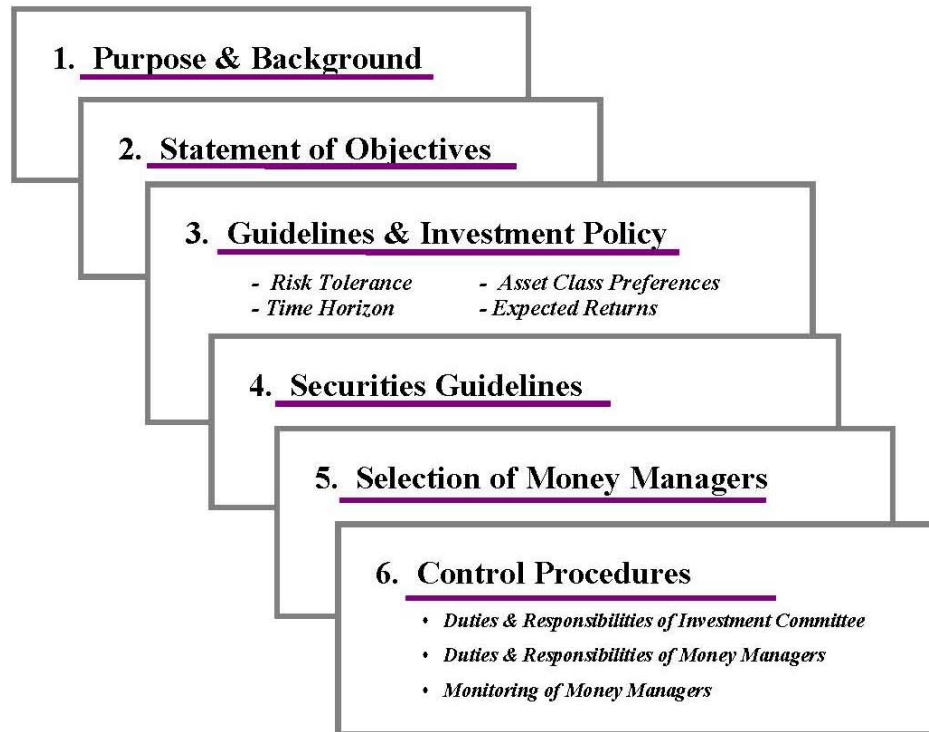 1. Purpose & Background
2. Statement of Objectives
3. Guidelines & Investment Policy
- Risk Tolerance - Asset Class Preferences
- Time Horizon - Expected Returns
4. Securities Guidelines
5. Selection of Money Managers
6. Control Procedures
• Duties & Responsibilities of Investment Committee
• Duties & Responsibilities of Money Managers
• Monitoring of Money Managers